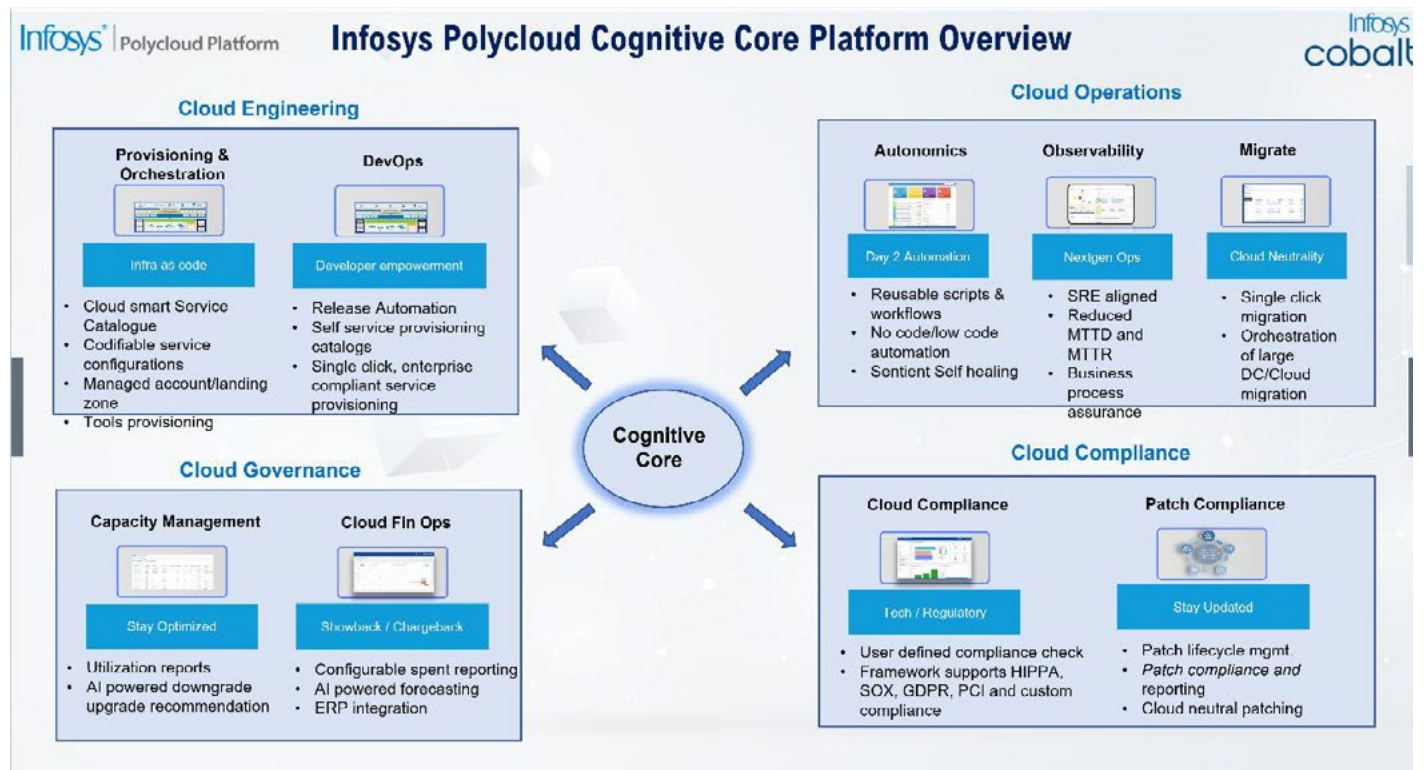 Infosys® | Polycloud Platform
Infosys Polycloud Cognitive Core Platform Overview
Infosys
cobalt
Cloud Engineering
Provisioning &
Orchestration
Infra as code
• Cloud smart Service
Catalogue
• Codifiable service
configurations
• Managed account/landing
zone
• Tools provisioning
DevOps
Developer empowerment
• Release Automation
• Self service provisioning
catalogs
• Single click, enterprise
compliant service
provisioning
Cloud Operations
Autonomics
Day 2 Automation
• Reusable scripts &
workflows
• No code/low code
automation
• Sentient Self healing
Observability
Nextgen Ops
• SRE aligned
• Reduced
MTTD and
MTTR
• Business
process
assurance
Migrate
Cloud Neutrality
• Single click
migration
• Orchestration
of large
DC/Cloud
migration
Cognitive
Core
Cloud Governance
Capacity Management
Stay Optimized
• Utilization reports
• AI powered downgrade
upgrade recommendation
Cloud Fin Ops
Showback / Chargeback
• Configurable spent reporting
• AI powered forecasting
• ERP integration
Cloud Compliance
Cloud Compliance
Tech / Regulatory
• User defined compliance check
• Framework supports HIPPA,
SOX, GDPR, PCI and custom
compliance
Patch Compliance
Stay Updated
• Patch lifecycle mgmt.
• Patch compliance and
reporting
• Cloud neutral patching